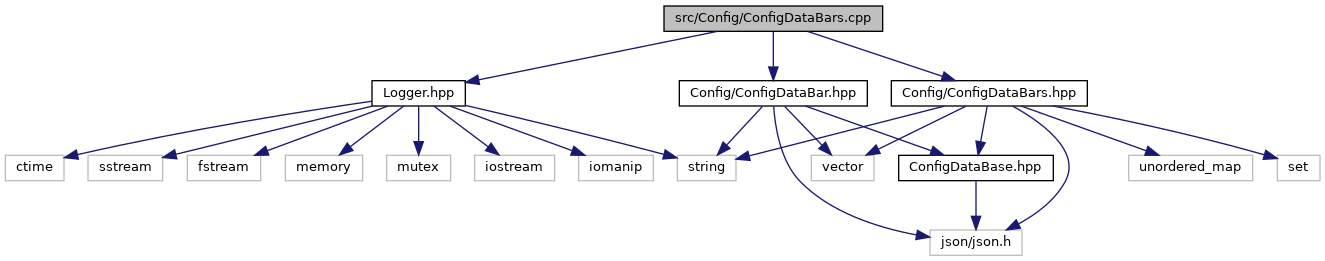 src/Config/ConfigDataBars.cpp
Logger.hpp
Config/ConfigDataBar.hpp
Config/ConfigDataBars.hpp
ctime
sstream
fstream
memory
mutex
iostream
iomanip
string
vector
ConfigDataBase.hpp
unordered_map
set
json/json.h